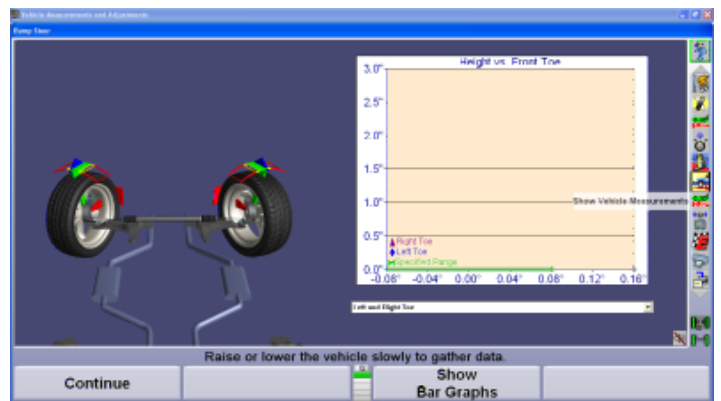 Vehicle Measurements and Adjustments
Bump Steer
Height vs. Front Toe
3.0"
2.5"
2.0"
1.5"
1.0"
0.5"
0.0"
Show Vehicle Measurements
Right Toe
Left Toe
Specified Range
-0.08° -0.04° 0.00° 0.04° 0.08° 0.12° 0.16°
Left and Right Toe
Raise or lower the vehicle slowly to gather data.
Continue
Show
Bar Graphs